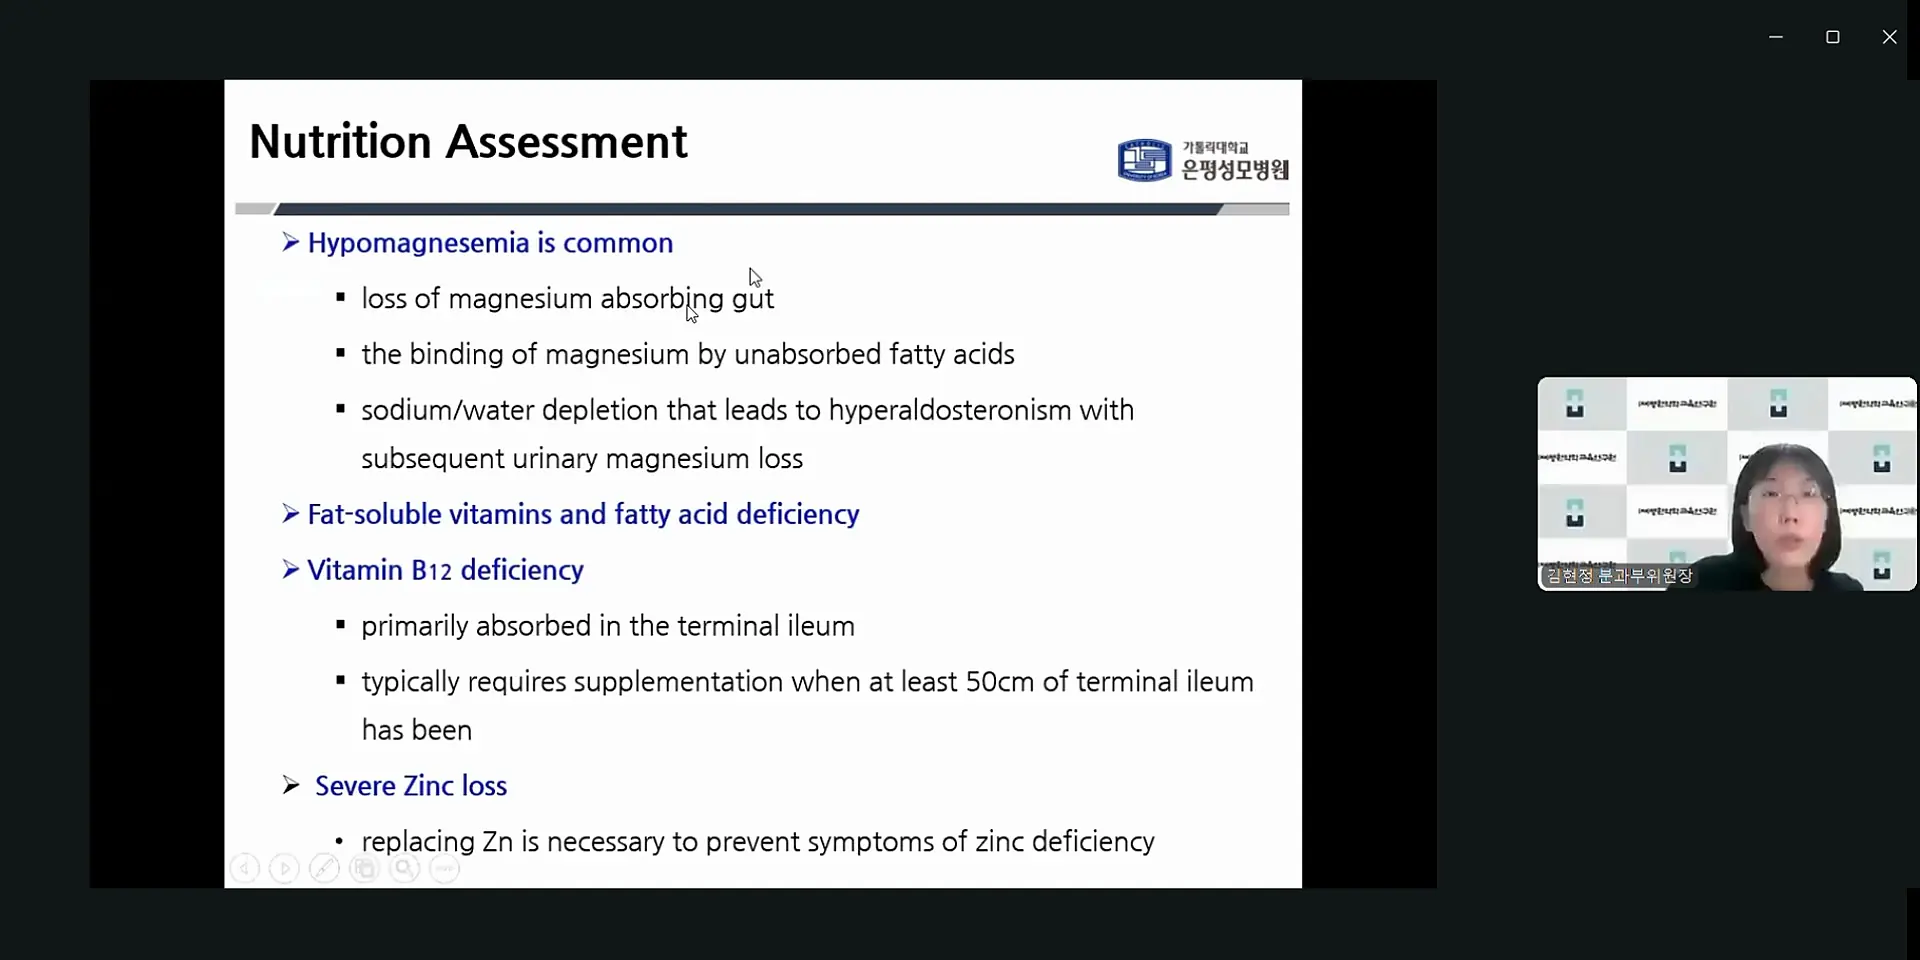 Nutrition Assessment
가톨릭대학교
은평성모병원
➢ Hypomagnesemia is common
▪ loss of magnesium absorbing gut
▪ the binding of magnesium by unabsorbed fatty acids
▪ sodium/water depletion that leads to hyperaldosteronism with
subsequent urinary magnesium loss
➢ Fat-soluble vitamins and fatty acid deficiency
➢ Vitamin B12 deficiency
▪ primarily absorbed in the terminal ileum
▪ typically requires supplementation when at least 50cm of terminal ileum
has been
➢ Severe Zinc loss
• replacing Zn is necessary to prevent symptoms of zinc deficiency
김현정 분과부위원장